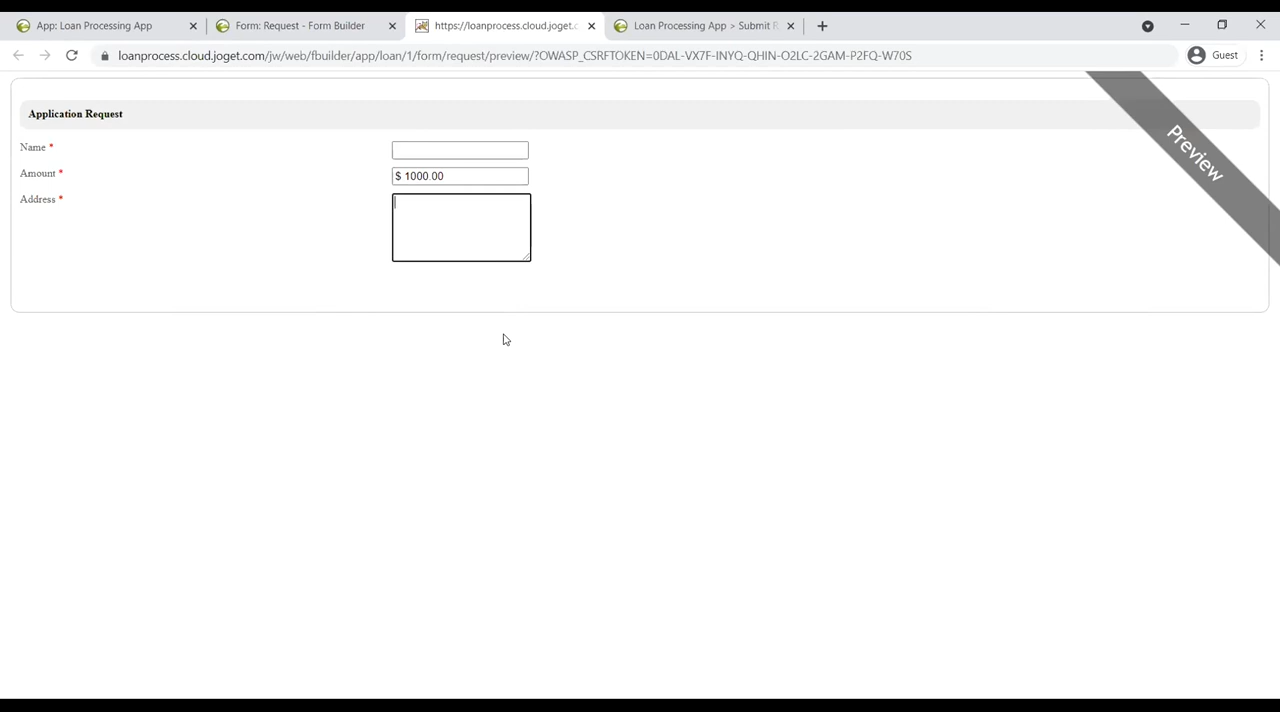 App: Loan Processing App
Form: Request - Form Builder
https://loanprocess.cloud.joget.c
Loan Processing App > Submit R
loanprocess.cloud.joget.com/jw/web/fbuilder/app/loan/1/form/request/preview/?OWASP_CSRFTOKEN=0DAL-VX7F-INYQ-QHIN-O2LC-2GAM-P2FQ-W70S
Guest
Preview
Application Request
Name *
Amount *
$ 1000.00
Address *